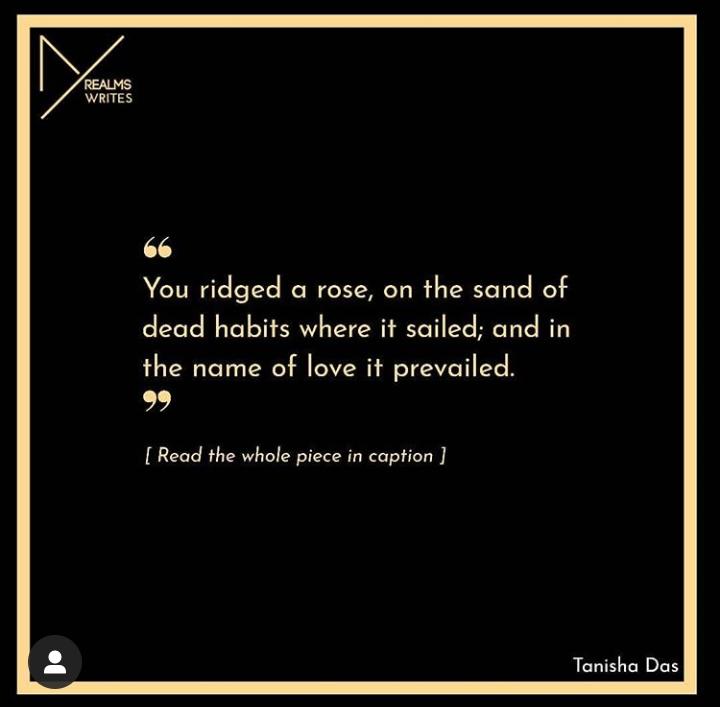 REALMS
WRITES
“
You ridged a rose, on the sand of
dead habits where it sailed; and in
the name of love it prevailed.
”
[ Read the whole piece in caption ]
Tanisha Das